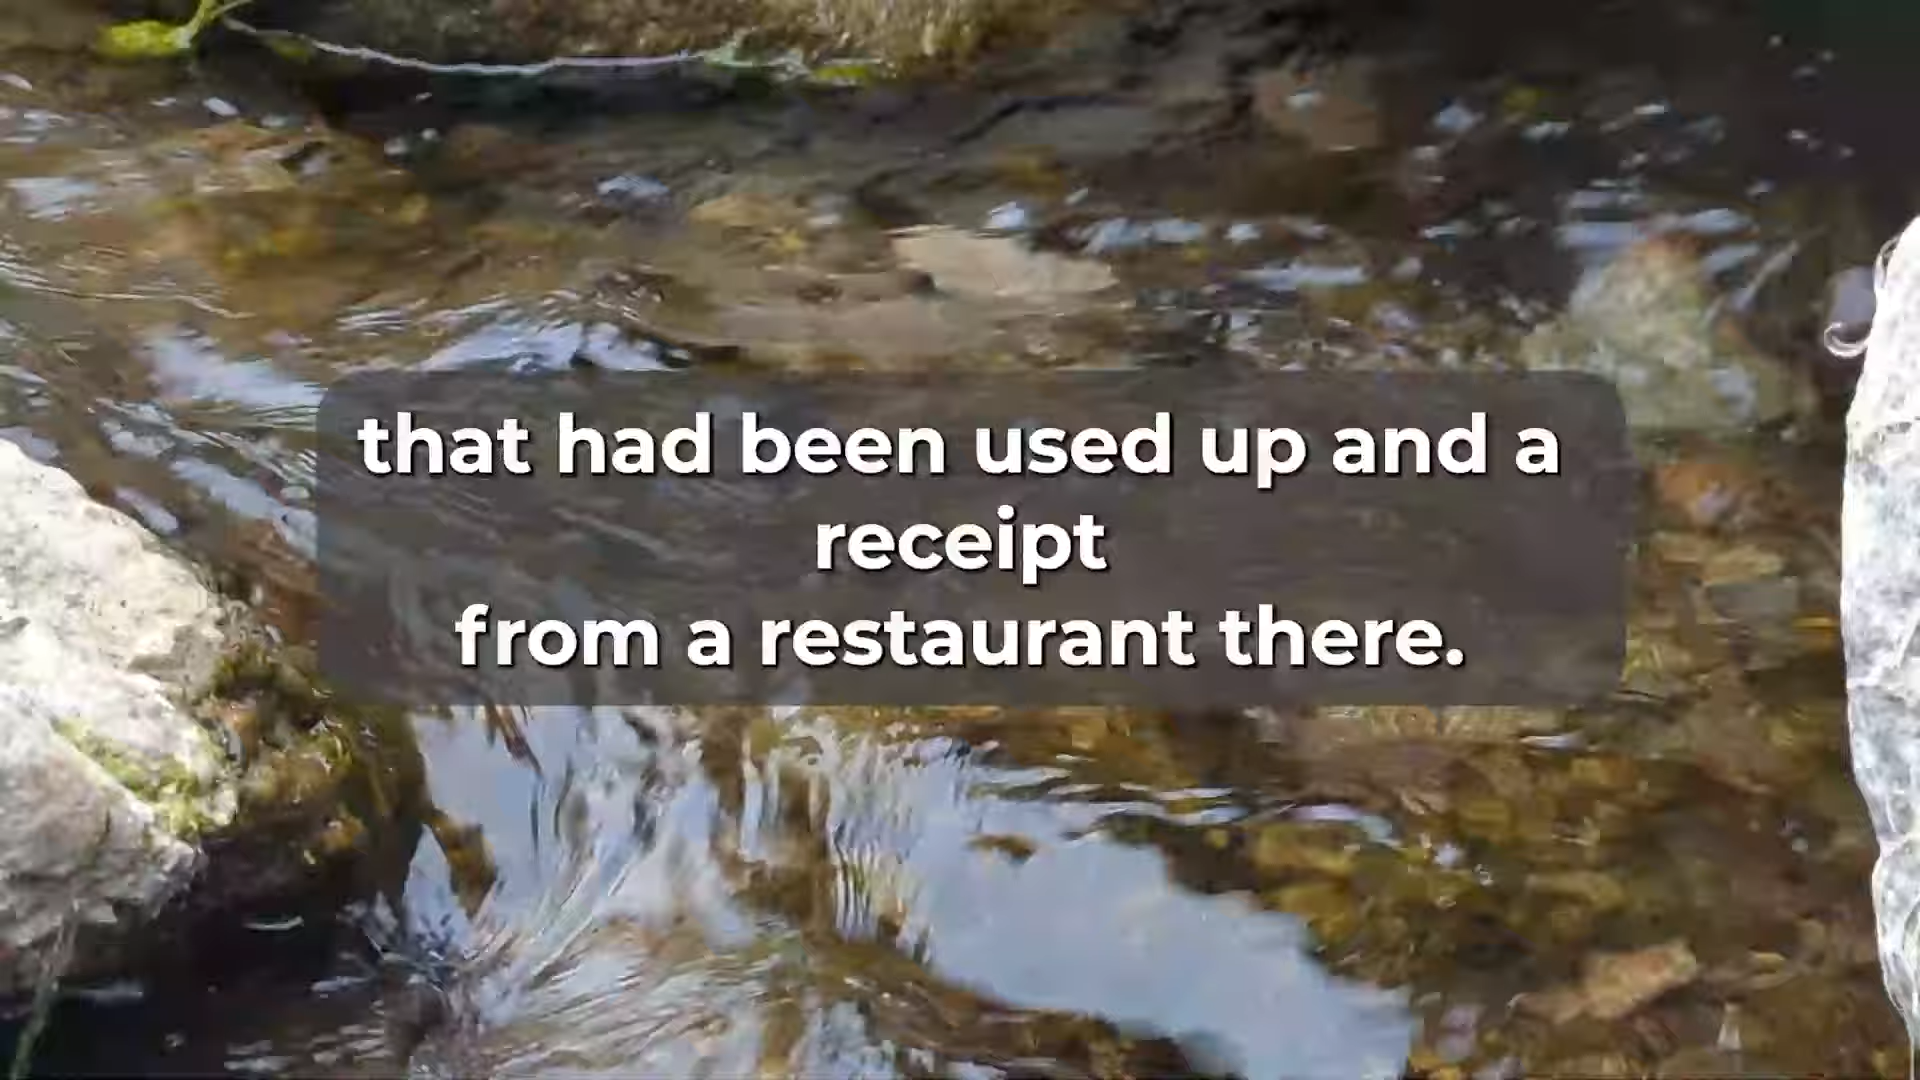 that had been used up and a
receipt
from a restaurant there.